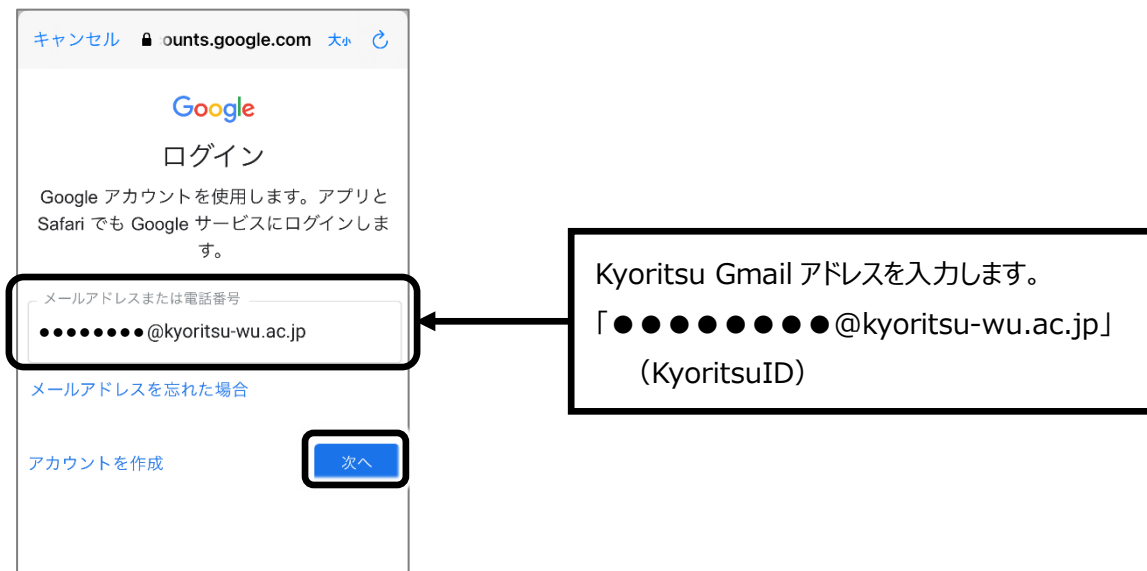 キャンセル ounts.google.com 大小
Google
ログイン
Google アカウントを使用します。アプリと
Safari でも Google サービスにログインしま
す。
メールアドレスまたは電話番号
●●●●●●●●@kyoritsu-wu.ac.jp
メールアドレスを忘れた場合
アカウントを作成 次へ
Kyoritsu Gmail アドレスを入力します。
「●●●●●●●●@kyoritsu-wu.ac.jp」
（KyoritsuID）